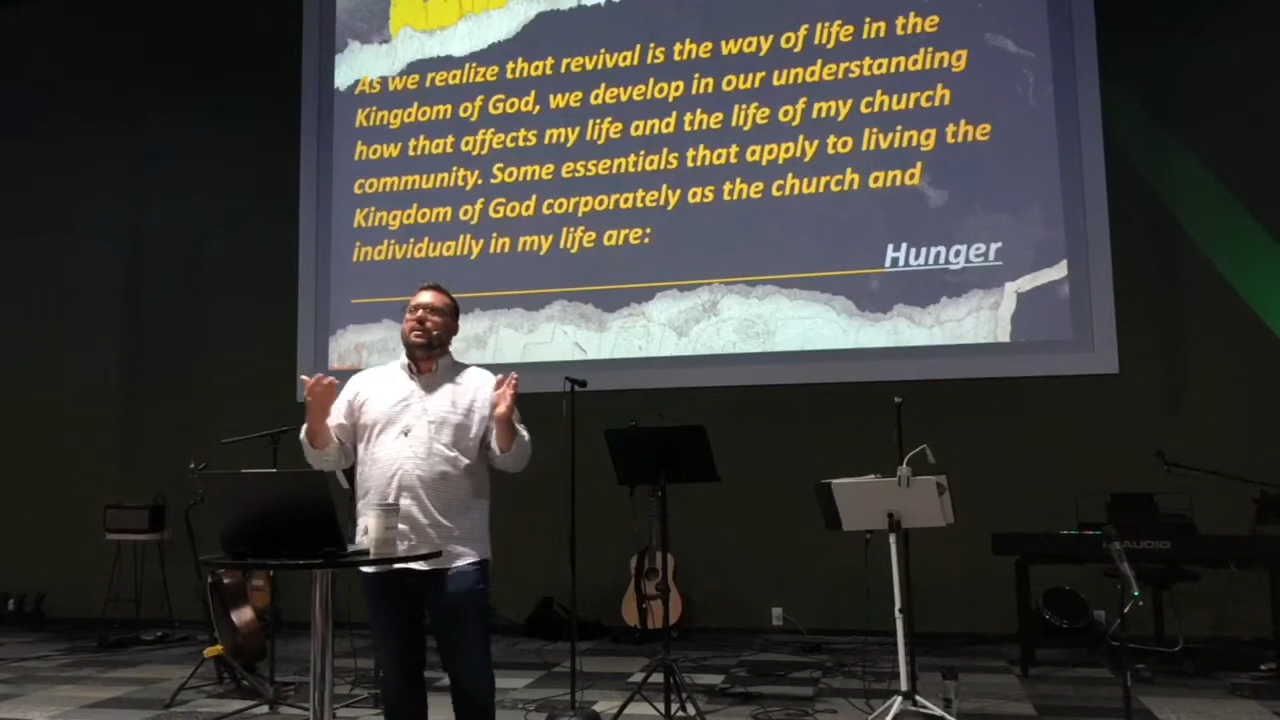 As we realize that revival is the way of life in the
Kingdom of God, we develop in our understanding
how that affects my life and the life of my church
community. Some essentials that apply to living the
Kingdom of God corporately as the church and
individually in my life are:
Hunger
AUDIO